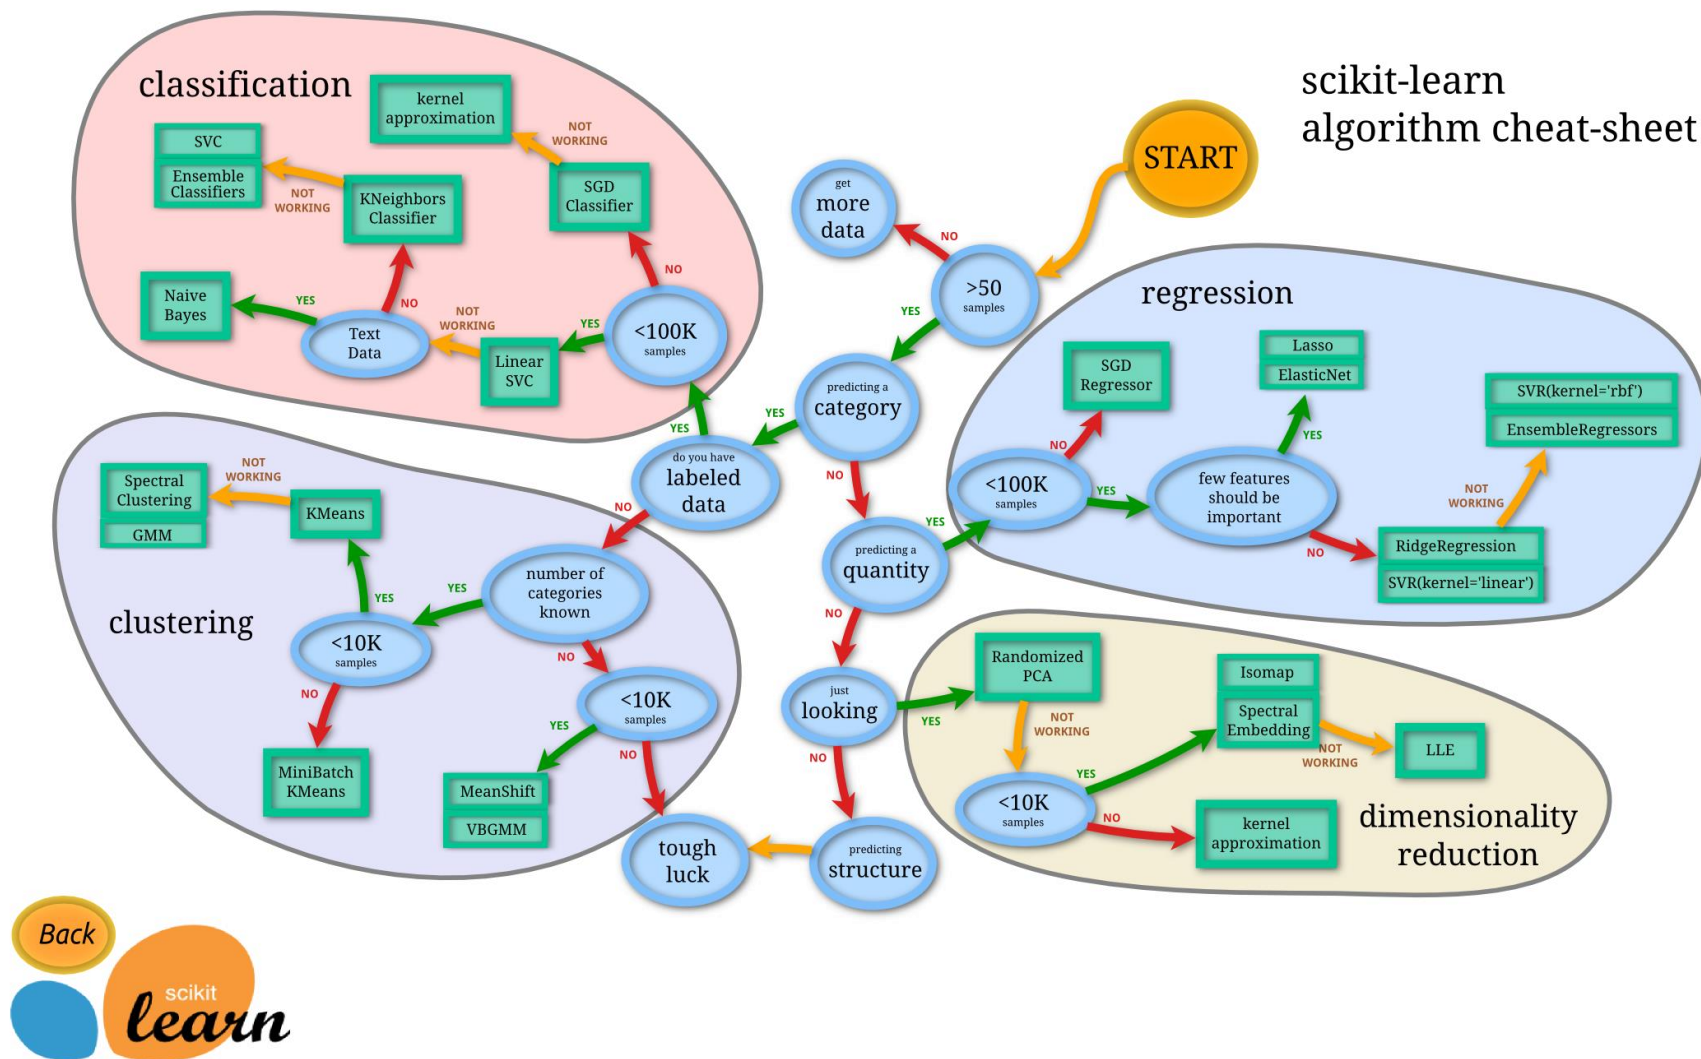 scikit-learn
algorithm cheat-sheet
START
classification
kernel
approximation
NOT
WORKING
SVC
Ensemble
Classifiers
NOT
WORKING
KNeighbors
Classifier
SGD
Classifier
NO
Naive
Bayes
YES
NO
Text
Data
NOT
WORKING
Linear
SVC
YES
<100K
samples
YES
get
more
data
NO
>50
samples
YES
predicting a
category
YES
NO
do you have
labeled
data
NO
predicting a
quantity
YES
NO
just
looking
YES
NO
predicting
structure
tough
luck
regression
SGD
Regressor
Lasso
ElasticNet
SVR(kernel='rbf')
EnsembleRegressors
NO
YES
<100K
samples
YES
few features
should be
important
NOT
WORKING
NO
RidgeRegression
SVR(kernel='linear')
clustering
Spectral
Clustering
GMM
NOT
WORKING
KMeans
YES
YES
number of
categories
known
<10K
samples
NO
NO
<10K
samples
YES
NO
MiniBatch
KMeans
MeanShift
VBGMM
Randomized
PCA
NOT
WORKING
Isomap
Spectral
Embedding
NOT
WORKING
LLE
YES
<10K
samples
NO
kernel
approximation
dimensionality
reduction
Back
scikit
learn